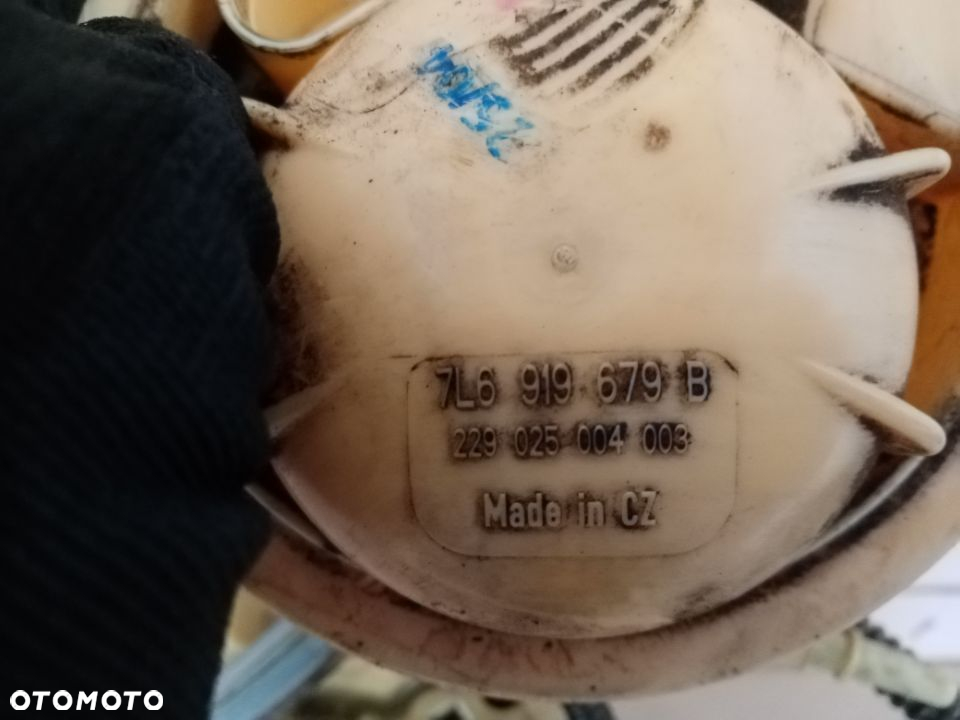 7L6 919 679 B
229 025 004 003
Made in CZ
OTOMOTO